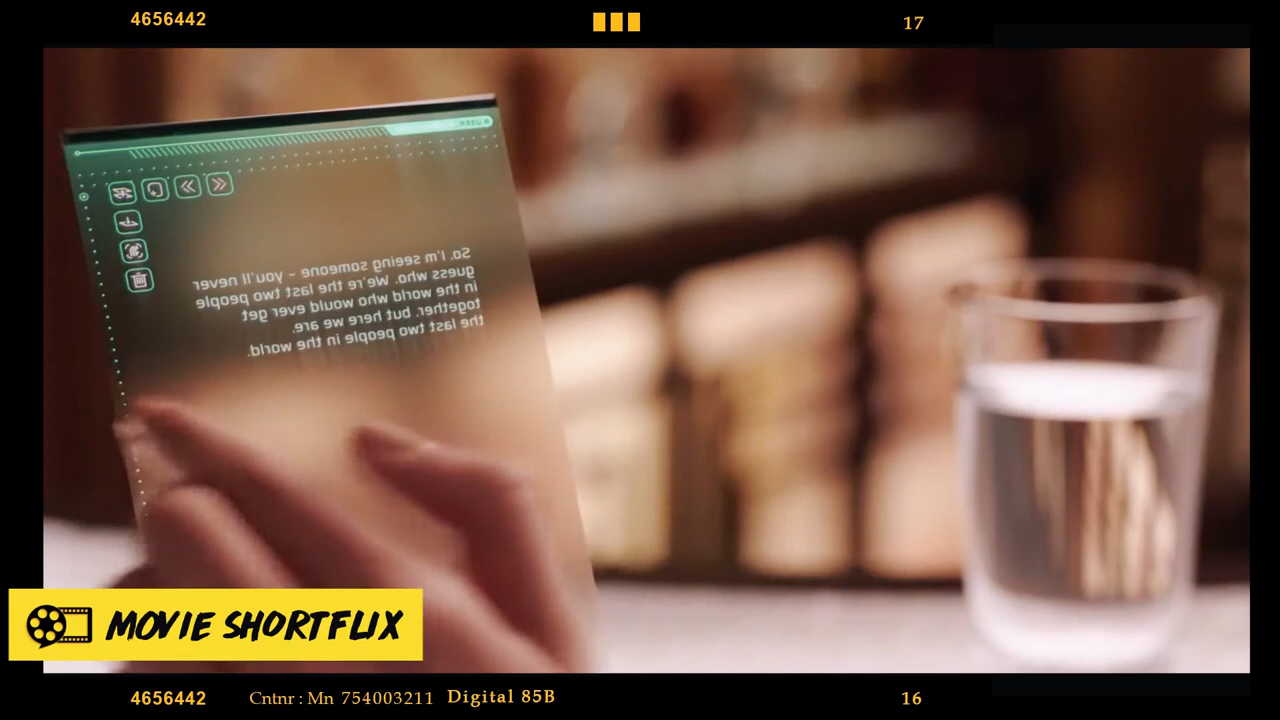 4656442
17
So, I'm seeing someone – you'll never
guess who. We're the last two people
in the world who would ever get
together. but here we are.
the last two people in the world.
MOVIE SHORTFLIX
4656442 Cntnr : Mn 754003211 Digital 85B 16